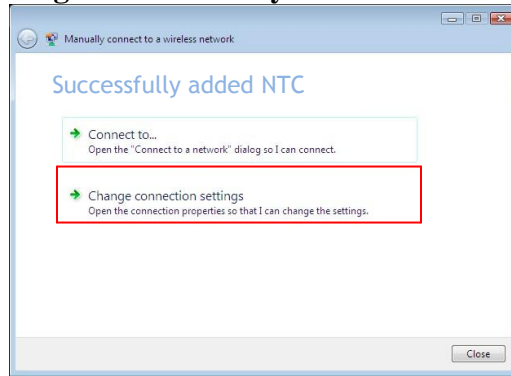 Manually connect to a wireless network
Successfully added NTC
Connect to...
Open the "Connect to a network" dialog so I can connect.
Change connection settings
Open the connection properties so that I can change the settings.
Close